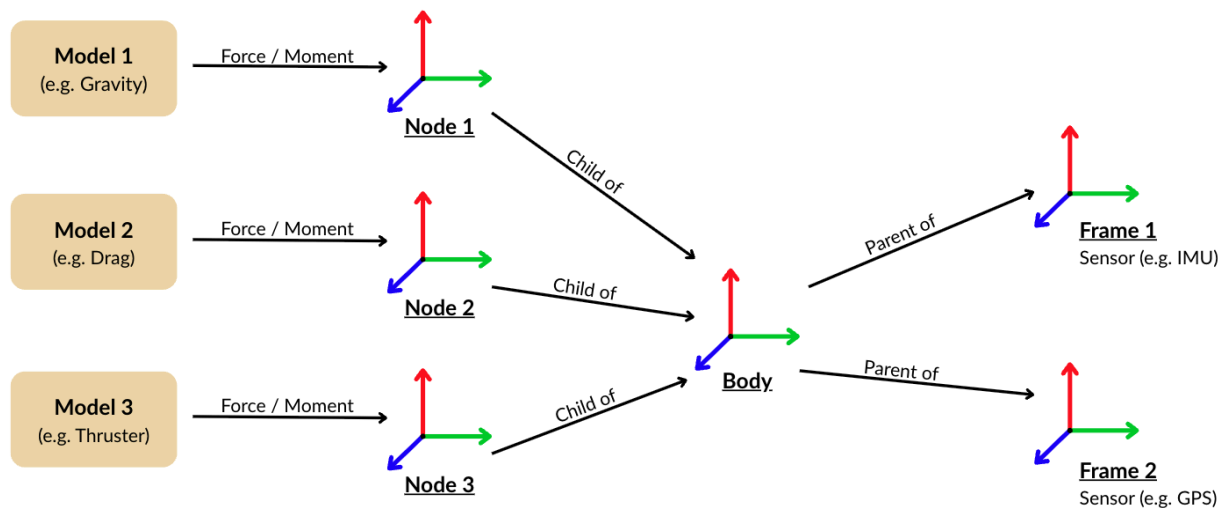 Model 1
(e.g. Gravity)
Force / Moment
Node 1
Child of
Model 2
(e.g. Drag)
Force / Moment
Node 2
Child of
Model 3
(e.g. Thruster)
Force / Moment
Node 3
Child of
Body
Parent of
Frame 1
Sensor (e.g. IMU)
Parent of
Frame 2
Sensor (e.g. GPS)